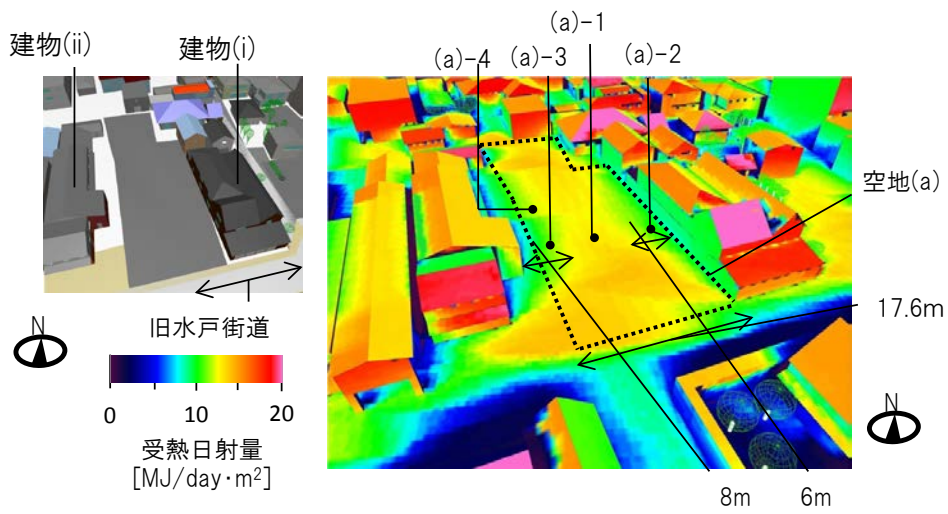 建物(ii)
建物(i)
(a)-4
(a)-3
(a)-1
(a)-2
空地(a)
17.6m
旧水戸街道
N
0
10
20
受熱日射量
[MJ/day･m²]
N
8m
6m